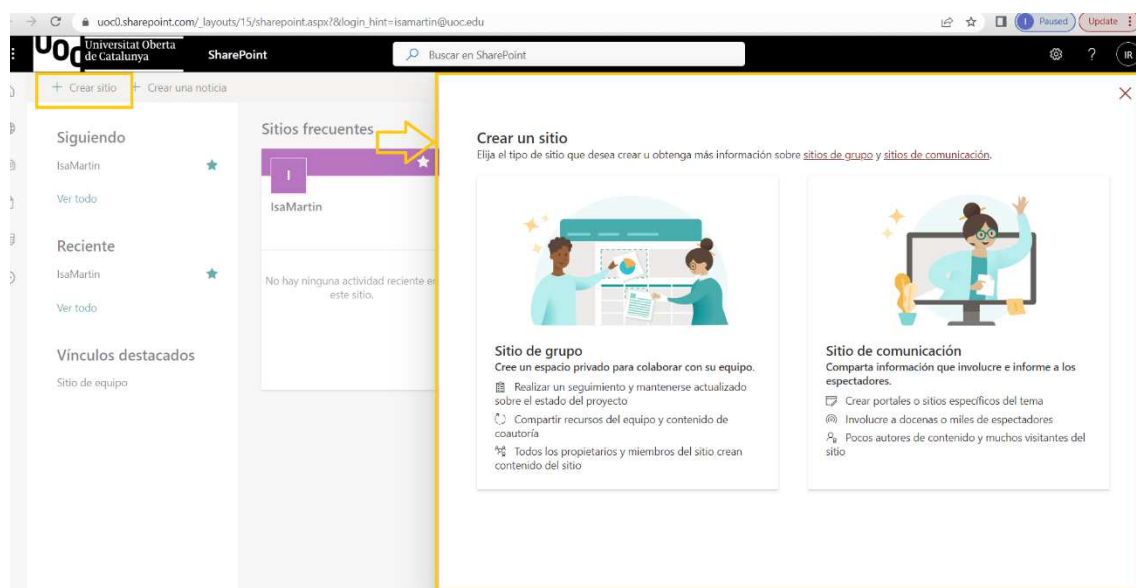 uoc0.sharepoint.com/_layouts/15/sharepoint.aspx?&login_hint=isamartin@uoc.edu
I
Paused
Update
UOC
Universitat Oberta
de Catalunya
SharePoint
Buscar en SharePoint
?
IR
+ Crear sitio
+ Crear una noticia
Siguiendo
IsaMartin
Ver todo
Reciente
IsaMartin
Ver todo
Vínculos destacados
Sitio de equipo
Sitios frecuentes
I
IsaMartin
No hay ninguna actividad reciente en
este sitio.
Crear un sitio
Elija el tipo de sitio que desea crear u obtenga más información sobre sitios de grupo y sitios de comunicación.
Sitio de grupo
Cree un espacio privado para colaborar con su equipo.
Realizar un seguimiento y mantenerse actualizado
sobre el estado del proyecto
Compartir recursos del equipo y contenido de
coautoría
Todos los propietarios y miembros del sitio crean
contenido del sitio
Sitio de comunicación
Comparta información que involucre e informe a los
espectadores.
Crear portales o sitios específicos del tema
Involucre a docenas o miles de espectadores
Pocos autores de contenido y muchos visitantes del
sitio